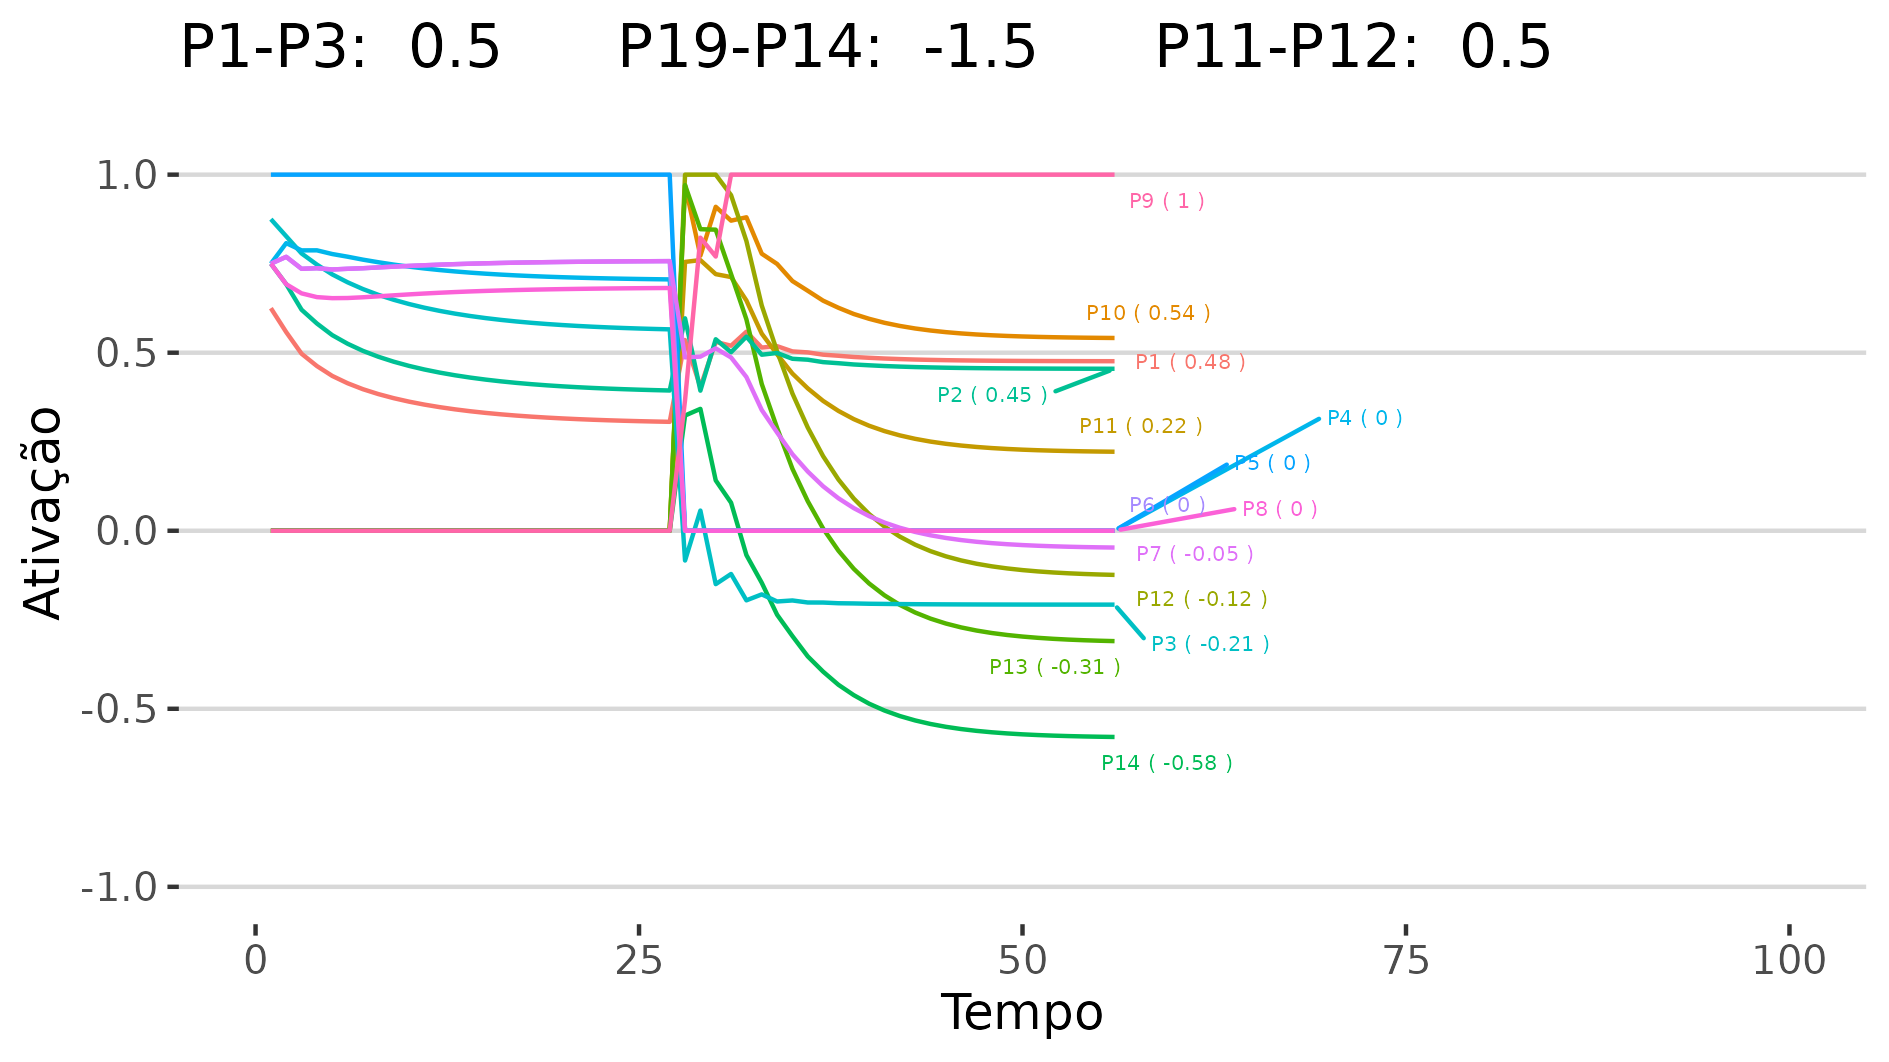 P1-P3:  0.5   P19-P14:  -1.5   P11-P12:  0.5
1.0
0.5
0.0
-0.5
-1.0
Ativação
P9 ( 1 )
P10 ( 0.54 )
P1 ( 0.48 )
P2 ( 0.45 )
P4 ( 0 )
P11 ( 0.22 )
P5 ( 0 )
P6 ( 0 )
P8 ( 0 )
P7 ( -0.05 )
P12 ( -0.12 )
P3 ( -0.21 )
P13 ( -0.31 )
P14 ( -0.58 )
0 25 50 75 100
Tempo